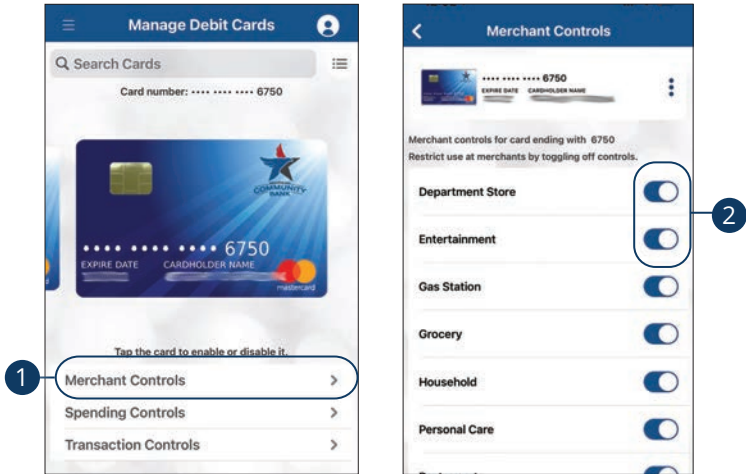 Manage Debit Cards
Search Cards
Card number: •••• •••• •••• 6750
COMMUNITY
BANK
•••• •••• •••• 6750
EXPIRE DATE CARDHOLDER NAME
mastercard
Tap the card to enable or disable it.
1
Merchant Controls
Spending Controls
Transaction Controls
Merchant Controls
•••• •••• •••• 6750
EXPIRE DATE CARDHOLDER NAME
Merchant controls for card ending with 6750
Restrict use at merchants by toggling off controls.
Department Store
2
Entertainment
Gas Station
Grocery
Household
Personal Care